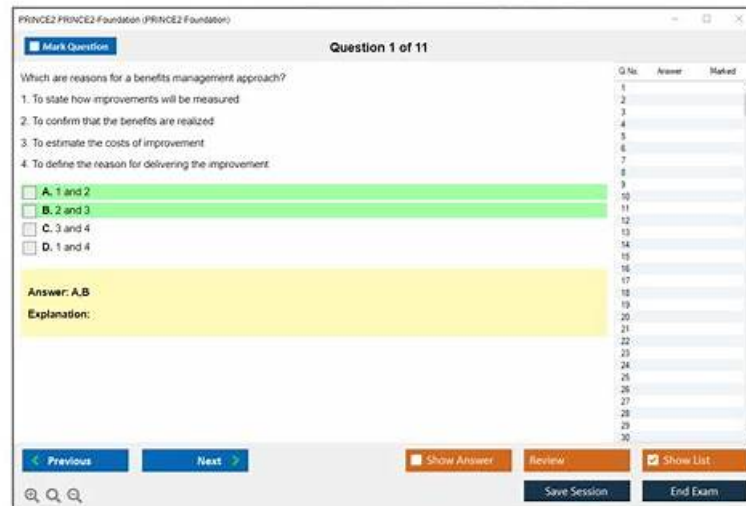 PRINCE2 PRINCE2-Foundation (PRINCE2 Foundation)
Mark Question
Question 1 of 11
Which are reasons for a benefits management approach?
1. To state how improvements will be measured
2. To confirm that the benefits are realized
3. To estimate the costs of improvement
4. To define the reason for delivering the improvement
A. 1 and 2
B. 2 and 3
C. 3 and 4
D. 1 and 4
Answer: A,B
Explanation:
Q.No. Answer Marked
1
2
3
4
5
6
7
8
9
10
11
12
13
14
15
16
17
18
19
20
21
22
23
24
25
26
27
28
29
30
Previous Next Show Answer Review Show List
Save Session End Exam